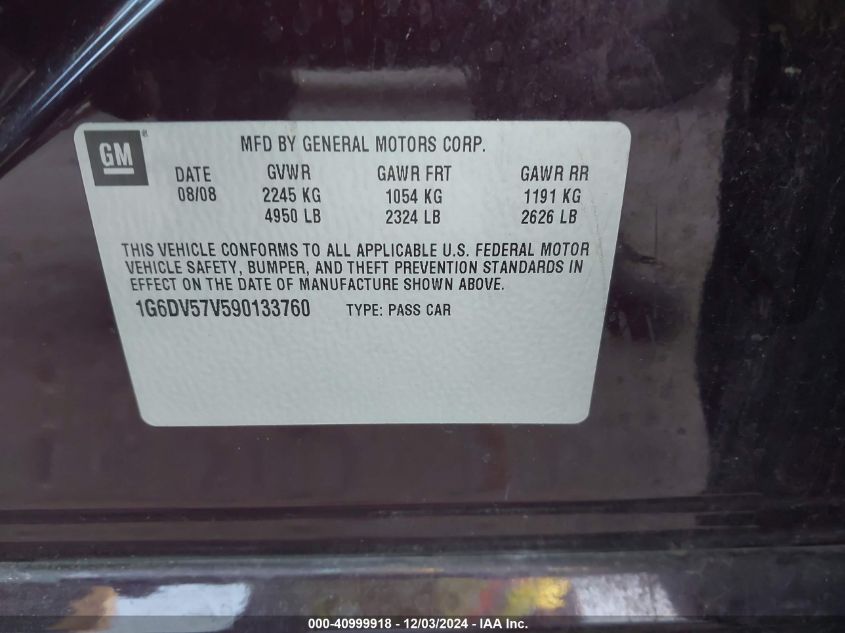 GM
MFD BY GENERAL MOTORS CORP.
DATE GVWR GAWR FRT GAWR RR
08/08 2245 KG 1054 KG 1191 KG
4950 LB 2324 LB 2626 LB
THIS VEHICLE CONFORMS TO ALL APPLICABLE U.S. FEDERAL MOTOR
VEHICLE SAFETY, BUMPER, AND THEFT PREVENTION STANDARDS IN
EFFECT ON THE DATE OF MANUFACTURE SHOWN ABOVE.
1G6DV57V590133760 TYPE: PASS CAR
000-40999918 - 12/03/2024 - IAA Inc.